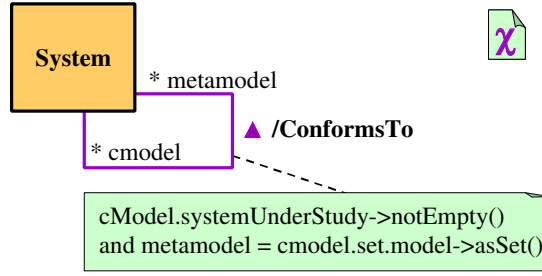 System
χ
* metamodel
▲ /ConformsTo
* cmodel
cModel.systemUnderStudy->notEmpty()
and metamodel = cmodel.set.model->asSet()